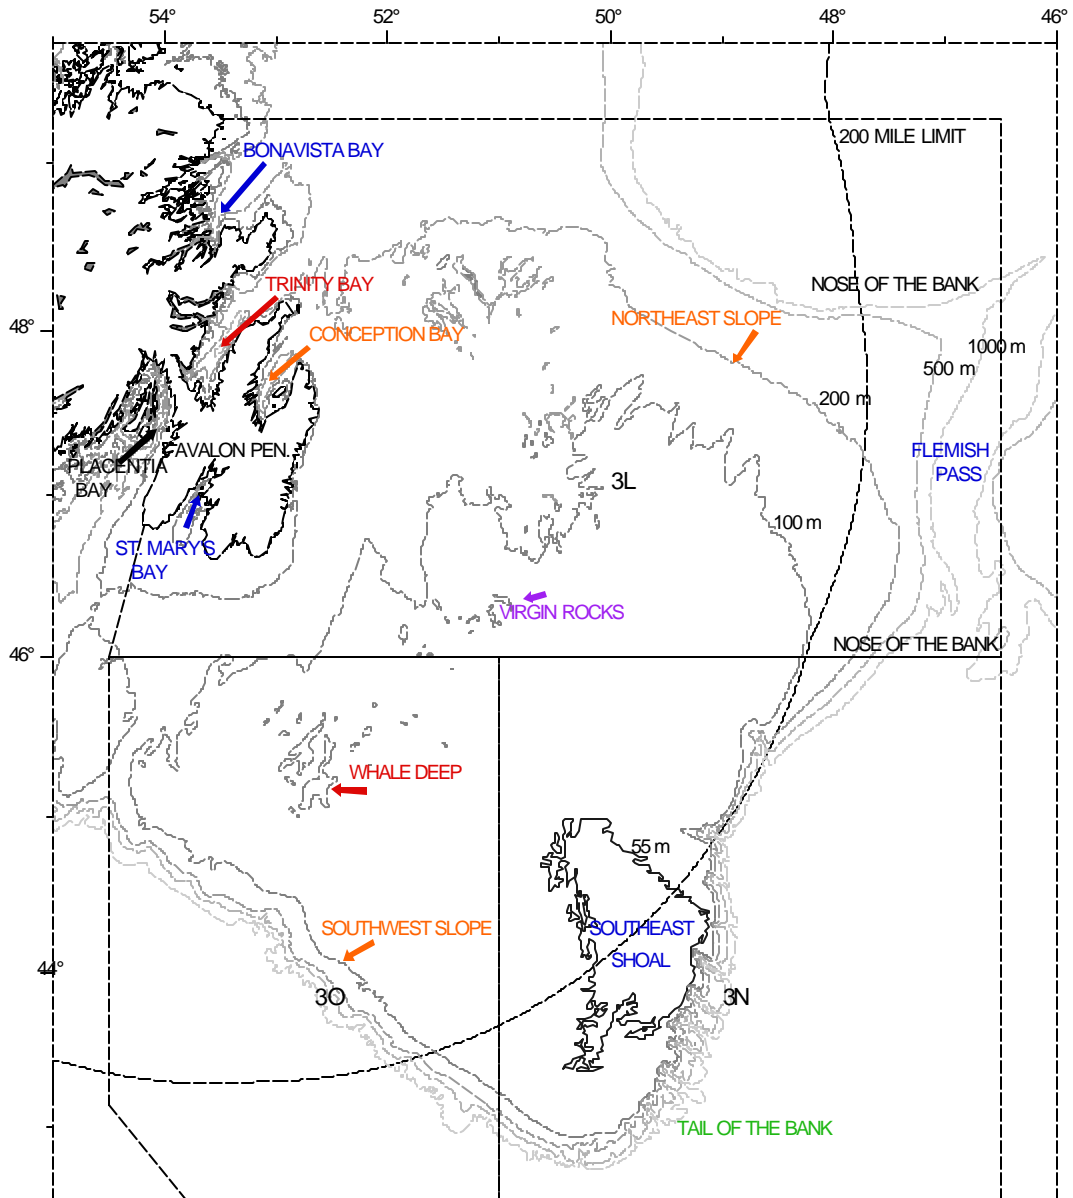 54°
52°
50°
48°
46°
200 MILE LIMIT
BONAVISTA BAY
TRINITY BAY
NOSE OF THE BANK
NORTHEAST SLOPE
48°
CONCEPTION BAY
1000 m
500 m
200 m
AVALON PEN.
FLEMISH
PASS
PLACENTIA
BAY
3L
100 m
ST. MARY'S
BAY
VIRGIN ROCKS
NOSE OF THE BANK
46°
WHALE DEEP
55 m
SOUTHWEST SLOPE
SOUTHEAST
SHOAL
44°
3O
3N
TAIL OF THE BANK